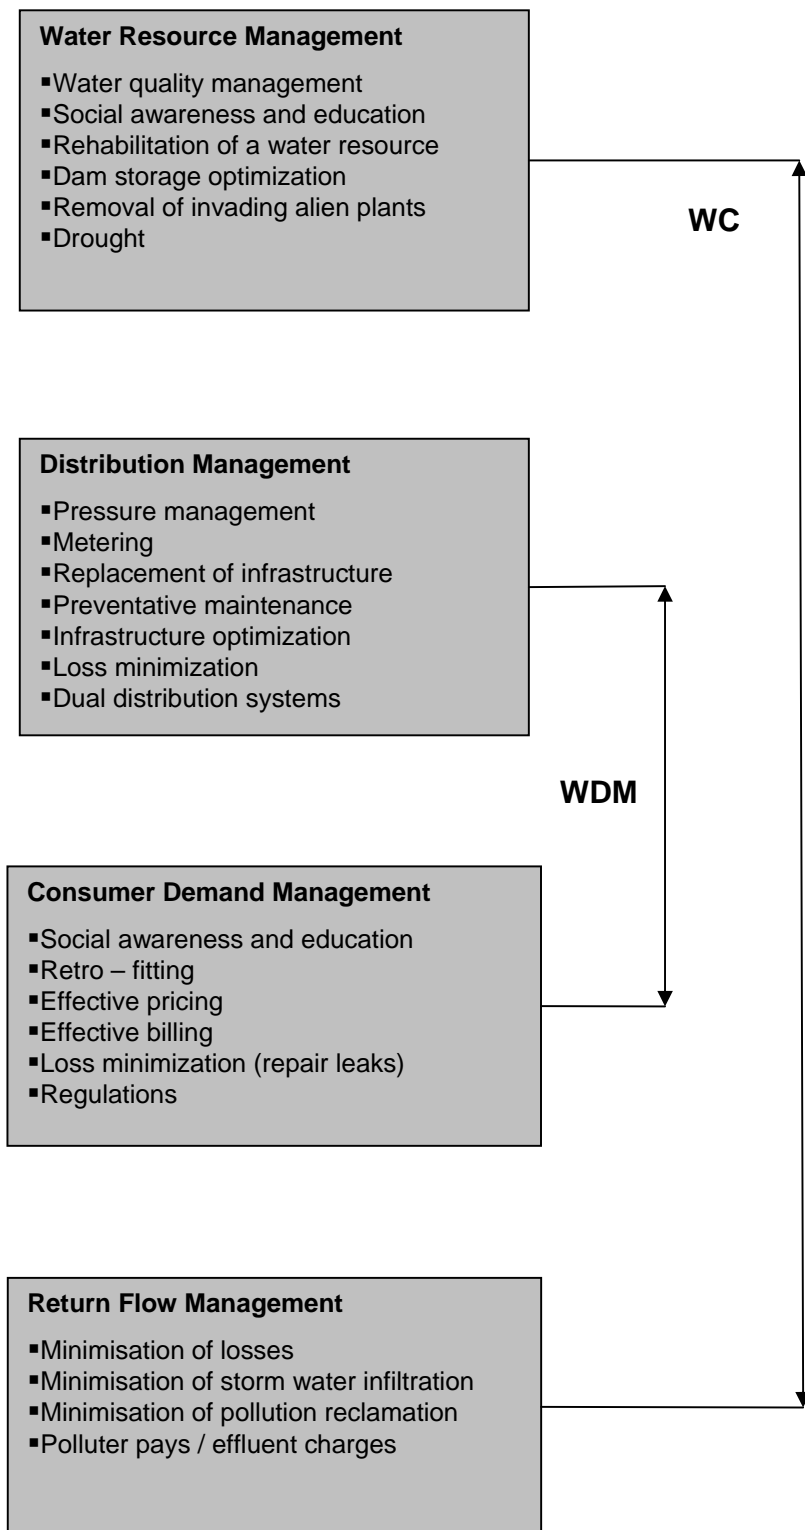 Water Resource Management
▪Water quality management
▪Social awareness and education
▪Rehabilitation of a water resource
▪Dam storage optimization
▪Removal of invading alien plants
▪Drought
WC
Distribution Management
▪Pressure management
▪Metering
▪Replacement of infrastructure
▪Preventative maintenance
▪Infrastructure optimization
▪Loss minimization
▪Dual distribution systems
WDM
Consumer Demand Management
▪Social awareness and education
▪Retro – fitting
▪Effective pricing
▪Effective billing
▪Loss minimization (repair leaks)
▪Regulations
Return Flow Management
▪Minimisation of losses
▪Minimisation of storm water infiltration
▪Minimisation of pollution reclamation
▪Polluter pays / effluent charges